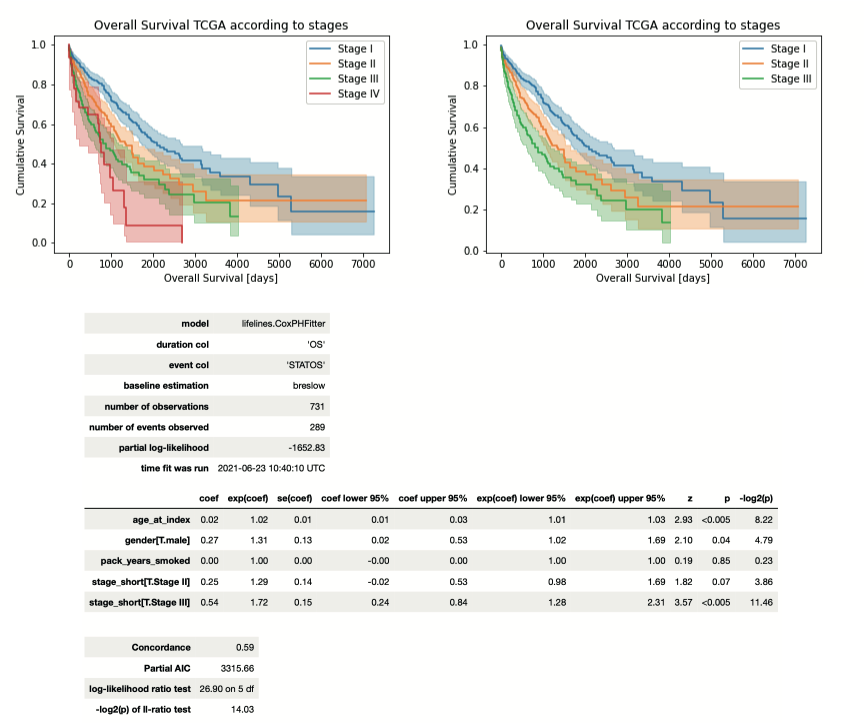 Overall Survival TCGA according to stages
1.0
0.8
0.6
0.4
0.2
0.0
Cumulative Survival
Stage I
Stage II
Stage III
Stage IV
0 1000 2000 3000 4000 5000 6000 7000
Overall Survival [days]
Overall Survival TCGA according to stages
1.0
0.8
0.6
0.4
0.2
0.0
Cumulative Survival
Stage I
Stage II
Stage III
0 1000 2000 3000 4000 5000 6000 7000
Overall Survival [days]
model lifelines.CoxPHFitter
duration col 'OS'
event col 'STATOS'
baseline estimation breslow
number of observations 731
number of events observed 289
partial log-likelihood -1652.83
time fit was run 2021-06-23 10:40:10 UTC
coef exp(coef) se(coef) coef lower 95% coef upper 95% exp(coef) lower 95% exp(coef) upper 95% z p -log2(p)
age_at_index 0.02 1.02 0.01 0.01 0.03 1.01 1.03 2.93 <0.005 8.22
gender[T.male] 0.27 1.31 0.13 0.02 0.53 1.02 1.69 2.10 0.04 4.79
pack_years_smoked 0.00 1.00 0.00 -0.00 0.00 1.00 1.00 0.19 0.85 0.23
stage_short[T.Stage II] 0.25 1.29 0.14 -0.02 0.53 0.98 1.69 1.82 0.07 3.86
stage_short[T.Stage III] 0.54 1.72 0.15 0.24 0.84 1.28 2.31 3.57 <0.005 11.46
Concordance 0.59
Partial AIC 3315.66
log-likelihood ratio test 26.90 on 5 df
-log2(p) of ll-ratio test 14.03